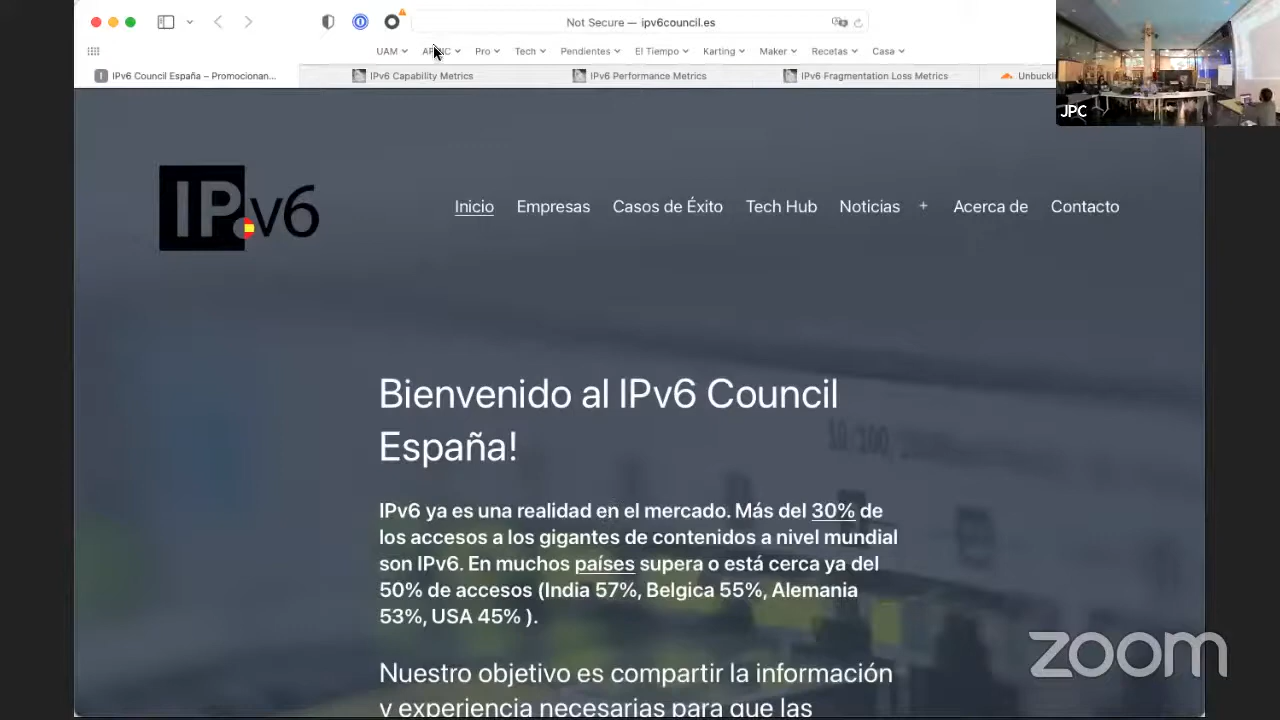 Not Secure — ipv6council.es
UAM
Pro
Tech
Pendientes
El Tiempo
Karting
Maker
Recetas
Casa
IPv6 Council España – Promocionan...
IPv6 Capability Metrics
IPv6 Performance Metrics
IPv6 Fragmentation Loss Metrics
JPC
IPv6
Inicio
Empresas
Casos de Éxito
Tech Hub
Noticias
+
Acerca de
Contacto
Bienvenido al IPv6 Council
España!
IPv6 ya es una realidad en el mercado. Más del 30% de
los accesos a los gigantes de contenidos a nivel mundial
son IPv6. En muchos países supera o está cerca ya del
50% de accesos (India 57%, Belgica 55%, Alemania
53%, USA 45% ).
Nuestro objetivo es compartir la información
y experiencia necesarias para que las
zoom